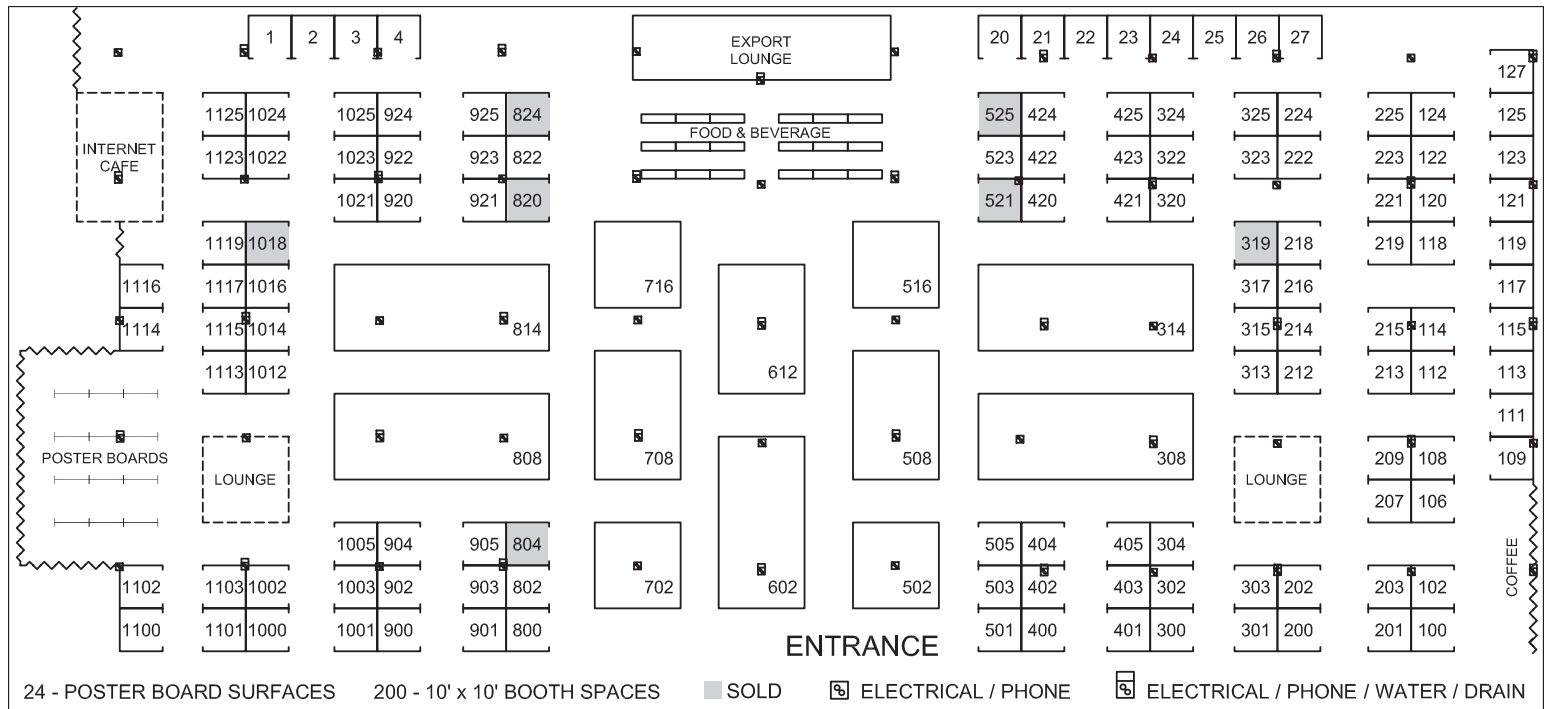 1 2 3 4
EXPORT
LOUNGE
20 21 22 23 24 25 26 27
127
1125 1024 1025 924 925 824
FOOD & BEVERAGE
525 424 425 324 325 224 225 124 125
INTERNET
CAFE
1123 1022 1023 922 923 822
523 422 423 322 323 222 223 122 123
1021 920 921 820
521 420 421 320 221 120 121
1119 1018
319 218 219 118 119
1116 1117 1016 716 516 317 216 117
1114 1115 1014 814 314 315 214 215 114 115
1113 1012 612 313 212 213 112 113
111
POSTER BOARDS
808 708 508 308 209 108 109
LOUNGE
LOUNGE
207 106
1005 904 905 804 505 404 405 304
COFFEE
1102 1103 1002 1003 902 903 802 702 602 502 503 402 403 302 303 202 203 102
1100 1101 1000 1001 900 901 800
ENTRANCE
501 400 401 300 301 200 201 100
24 - POSTER BOARD SURFACES 200 - 10' x 10' BOOTH SPACES SOLD ELECTRICAL / PHONE ELECTRICAL / PHONE / WATER / DRAIN